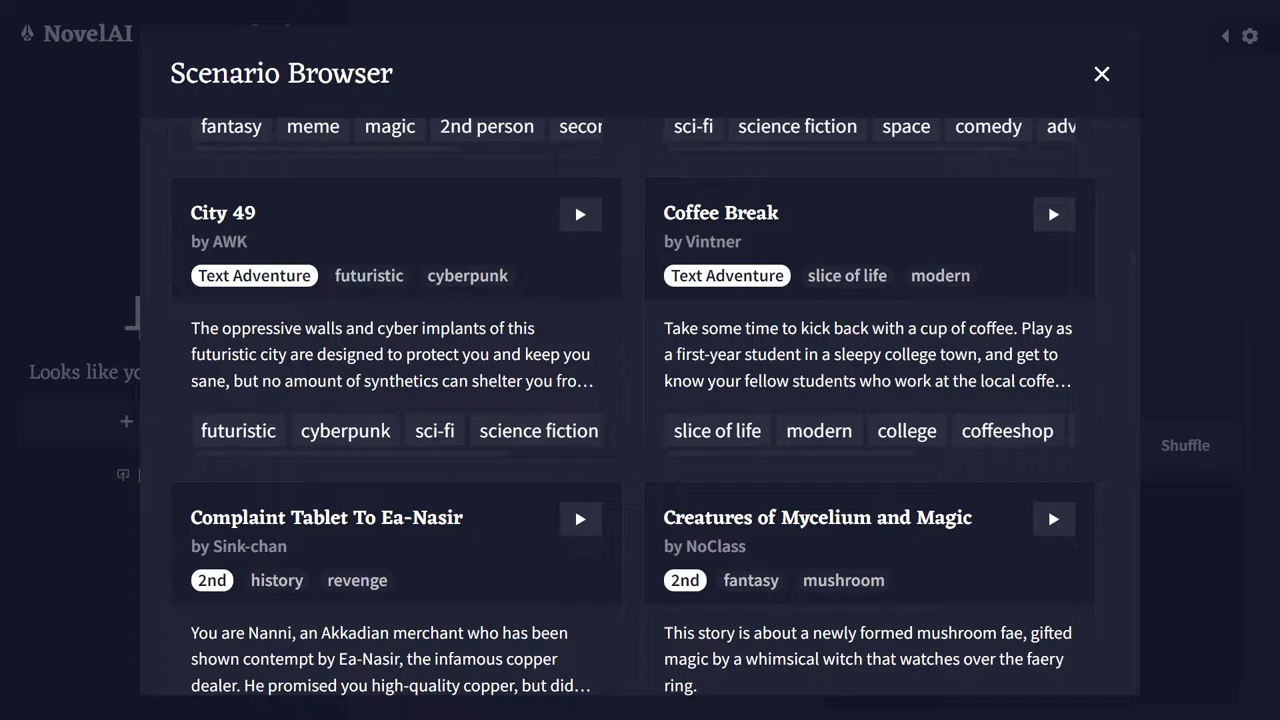 NovelAI
Scenario Browser
fantasy meme magic 2nd person
sci-fi science fiction space comedy
City 49
by AWK
Text Adventure futuristic cyberpunk
The oppressive walls and cyber implants of this
futuristic city are designed to protect you and keep you
sane, but no amount of synthetics can shelter you fro...
futuristic cyberpunk sci-fi science fiction
Coffee Break
by Vintner
Text Adventure slice of life modern
Take some time to kick back with a cup of coffee. Play as
a first-year student in a sleepy college town, and get to
know your fellow students who work at the local coffe...
slice of life modern college coffeeshop
Looks like
Shuffle
Complaint Tablet To Ea-Nasir
by Sink-chan
2nd history revenge
You are Nanni, an Akkadian merchant who has been
shown contempt by Ea-Nasir, the infamous copper
dealer. He promised you high-quality copper, but did...
Creatures of Mycelium and Magic
by NoClass
2nd fantasy mushroom
This story is about a newly formed mushroom fae, gifted
magic by a whimsical witch that watches over the faery
ring.